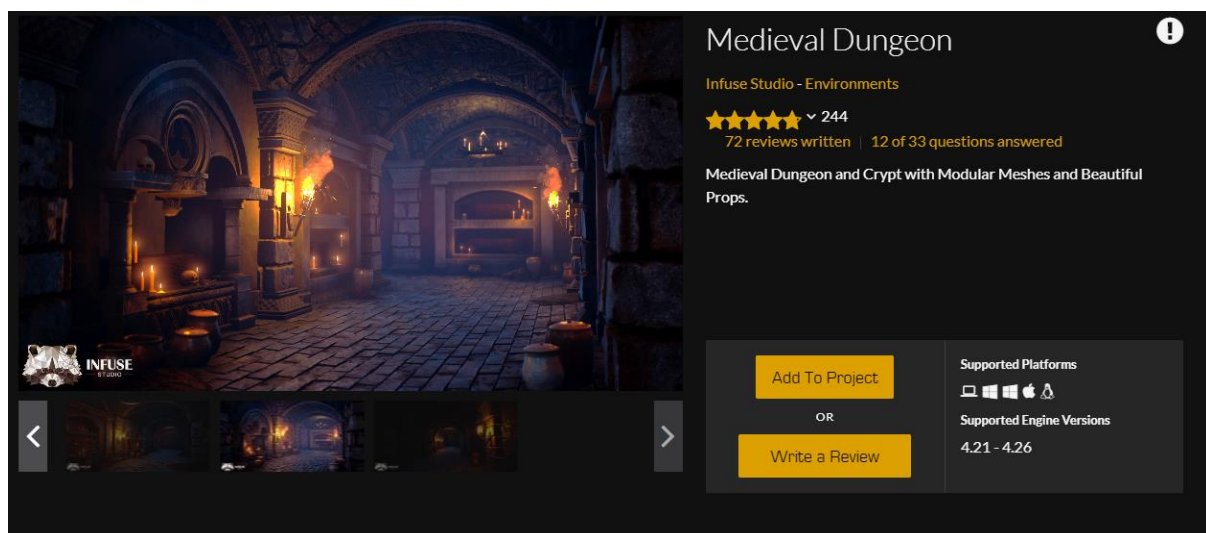 Medieval Dungeon
Infuse Studio - Environments
244
72 reviews written | 12 of 33 questions answered
Medieval Dungeon and Crypt with Modular Meshes and Beautiful
Props.
INFUSE
STUDIO
Add To Project
OR
Write a Review
Supported Platforms
Supported Engine Versions
4.21 - 4.26